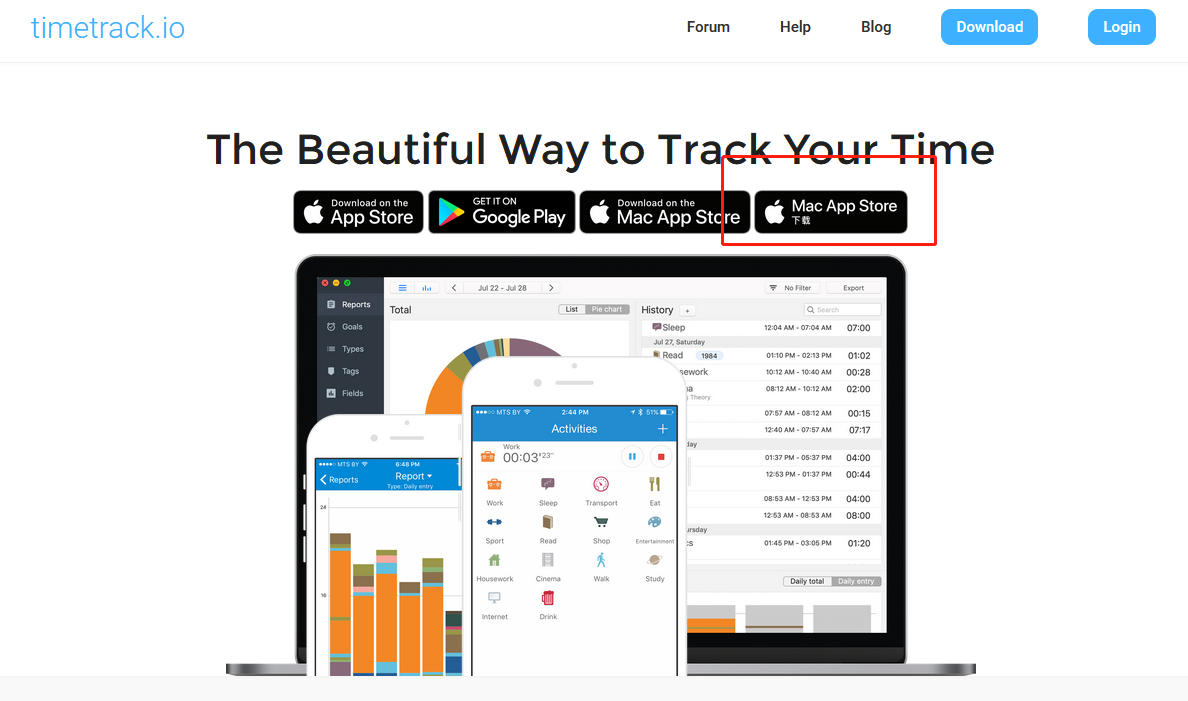 timetrack.io
Forum
Help
Blog
Download
Login
The Beautiful Way to Track Your Time
Download on the
App Store
GET IT ON
Google Play
Download on the
Mac App Store
Mac App Store
下载
Reports
Goals
Types
Tags
Fields
Jul 22 - Jul 28
No Filter
Export
Total
List
Pie chart
History
+
Search
Sleep 12:04 AM - 07:04 AM 07:00
Jul 27, Saturday
Read 1984 01:10 PM - 02:13 PM 01:02
sework 10:12 AM - 10:40 AM 00:28
na 08:12 AM - 10:12 AM 02:00
s Theory
07:57 AM - 08:12 AM 00:15
12:40 AM - 07:57 AM 07:17
day
01:37 PM - 05:37 PM 04:00
12:53 PM - 01:37 PM 00:44
08:53 AM - 12:53 PM 04:00
12:53 AM - 08:53 AM 08:00
ursday
cs 01:45 PM - 03:05 PM 01:20
Daily total
Daily entry
MTS BY 6:48 PM
Reports
Report
Type: Daily entry
24
16
MTS BY 2:44 PM 51%
Activities
+
Work
00:03'23"
Work
Sleep
Transport
Eat
Sport
Read
Shop
Entertainment
Housework
Cinema
Walk
Study
Internet
Drink